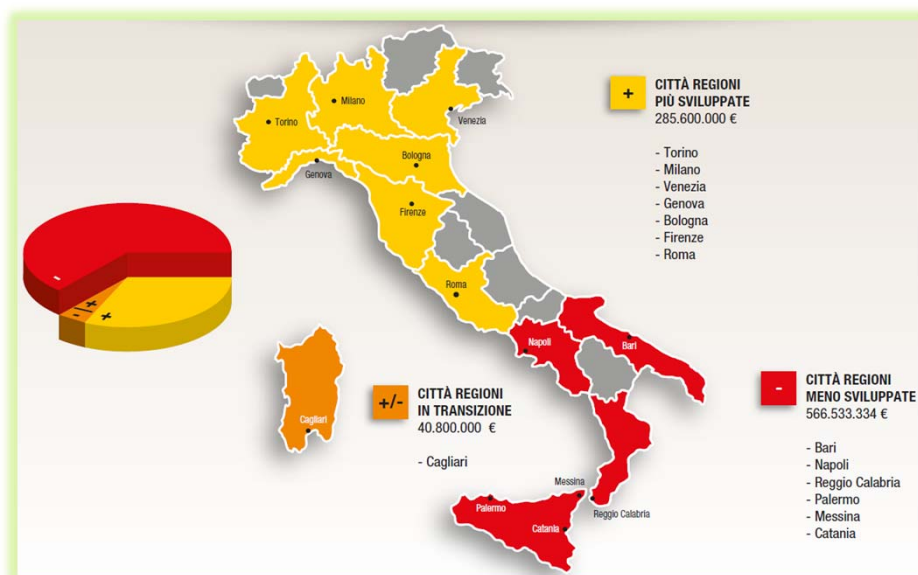 Milano
Torino
Venezia
Bologna
Genova
Firenze
Roma
Napoli
Bari
Cagliari
Messina
Palermo
Reggio Calabria
Catania
-
-
+
/
+
+
CITTÀ REGIONI
PIÙ SVILUPPATE
285.600.000 €
- Torino
- Milano
- Venezia
- Genova
- Bologna
- Firenze
- Roma
+/-
CITTÀ REGIONI
IN TRANSIZIONE
40.800.000 €
- Cagliari
-
CITTÀ REGIONI
MENO SVILUPPATE
566.533.334 €
- Bari
- Napoli
- Reggio Calabria
- Palermo
- Messina
- Catania